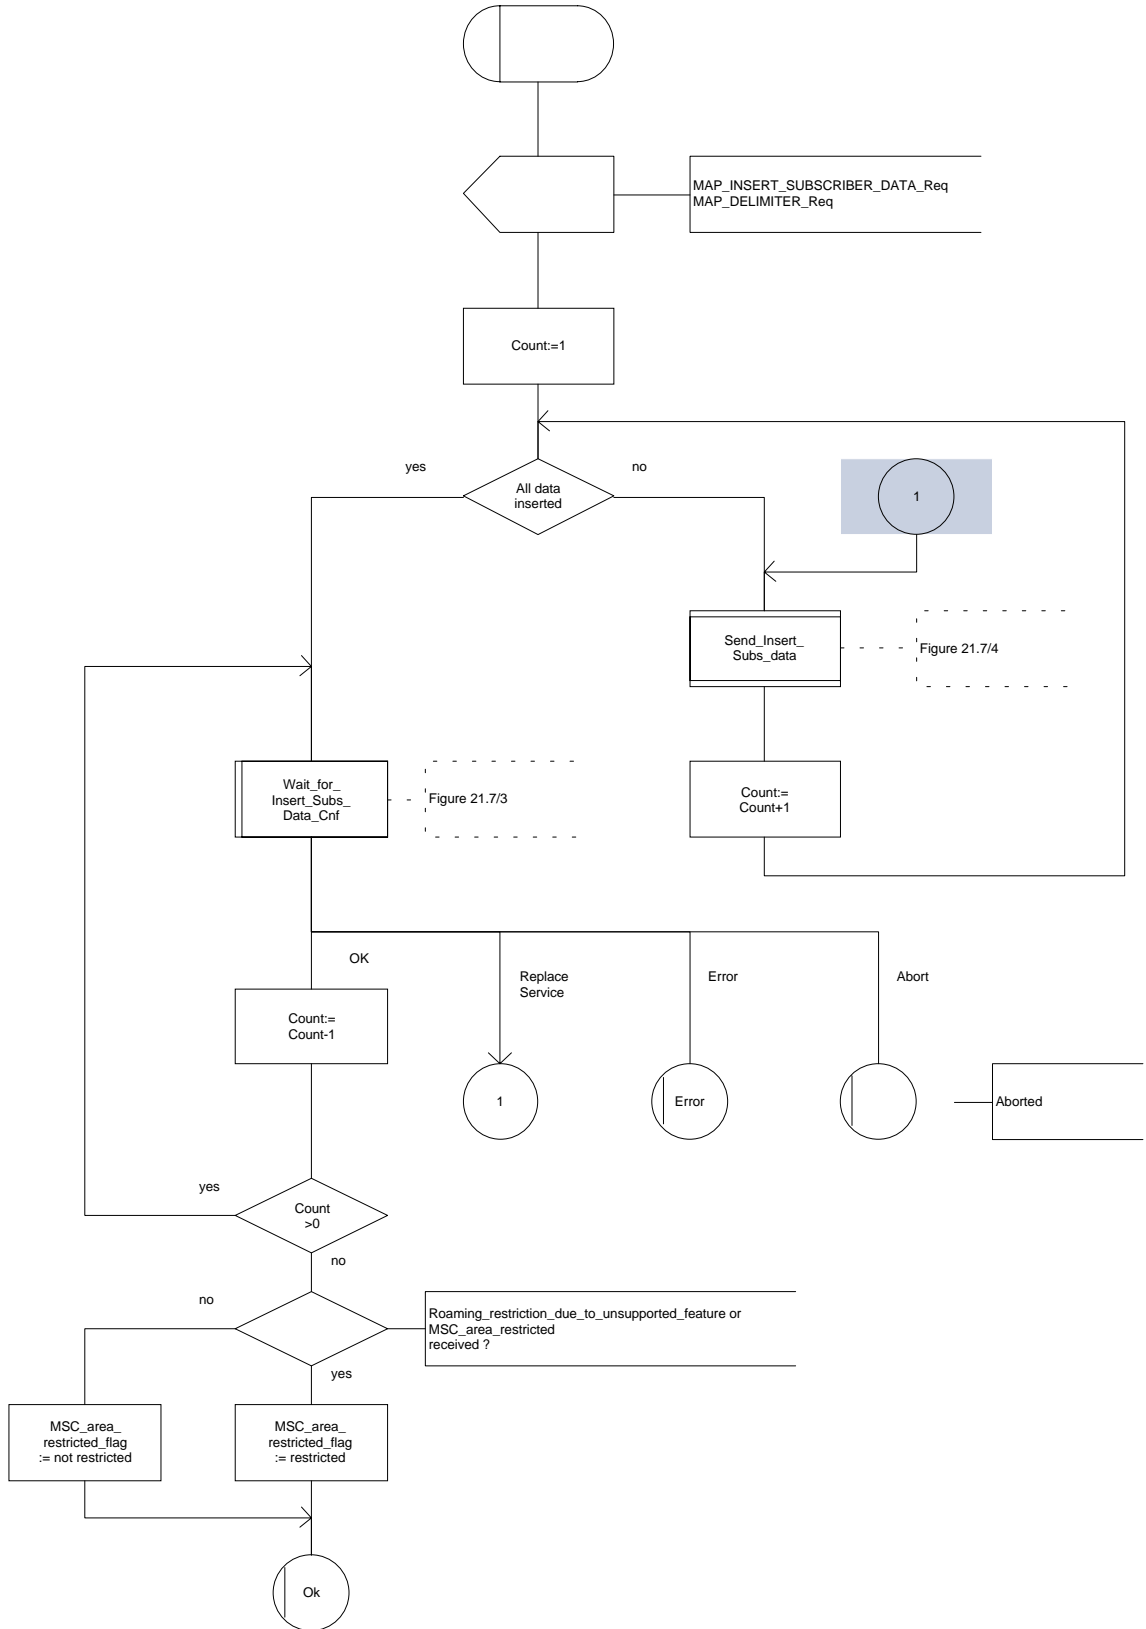 MAP_INSERT_SUBSCRIBER_DATA_Req
MAP_DELIMITER_Req
Count:=1
yes
no
All data
inserted
1
Send_Insert_
Subs_data
Figure 21.7/4
Wait_for_
Insert_Subs_
Data_Cnf
Figure 21.7/3
Count:=
Count+1
OK
Replace
Service
Error
Abort
Count:=
Count-1
1
Error
Aborted
yes
Count
>0
no
no
Roaming_restriction_due_to_unsupported_feature or
MSC_area_restricted
received ?
yes
MSC_area_
restricted_flag
:= not restricted
MSC_area_
restricted_flag
:= restricted
Ok